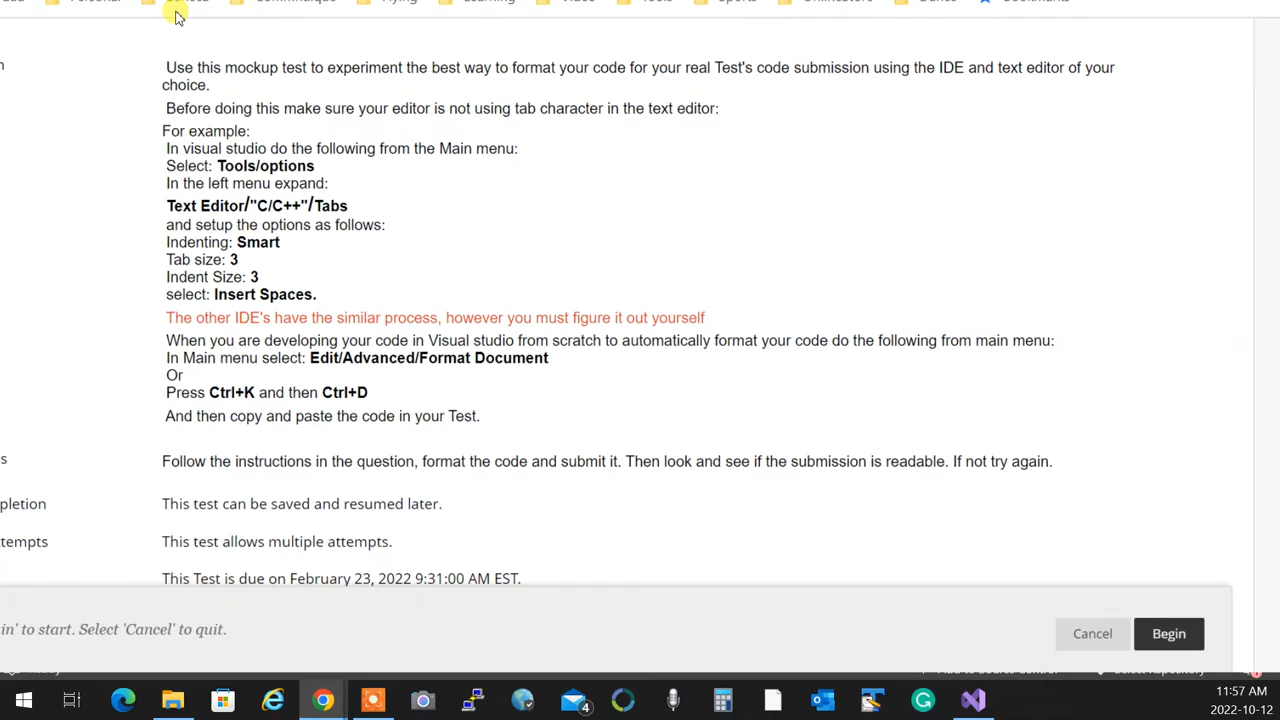 Use this mockup test to experiment the best way to format your code for your real Test's code submission using the IDE and text editor of your
choice.
Before doing this make sure your editor is not using tab character in the text editor:
For example:
In visual studio do the following from the Main menu:
Select: Tools/options
In the left menu expand:
Text Editor/"C/C++"/Tabs
and setup the options as follows:
Indenting: Smart
Tab size: 3
Indent Size: 3
select: Insert Spaces.
The other IDE's have the similar process, however you must figure it out yourself
When you are developing your code in Visual studio from scratch to automatically format your code do the following from main menu:
In Main menu select: Edit/Advanced/Format Document
Or
Press Ctrl+K and then Ctrl+D
And then copy and paste the code in your Test.
s Follow the instructions in the question, format the code and submit it. Then look and see if the submission is readable. If not try again.
pletion This test can be saved and resumed later.
tempts This test allows multiple attempts.
This Test is due on February 23, 2022 9:31:00 AM EST.
in' to start. Select 'Cancel' to quit.
Cancel Begin
4
11:57 AM
2022-10-12